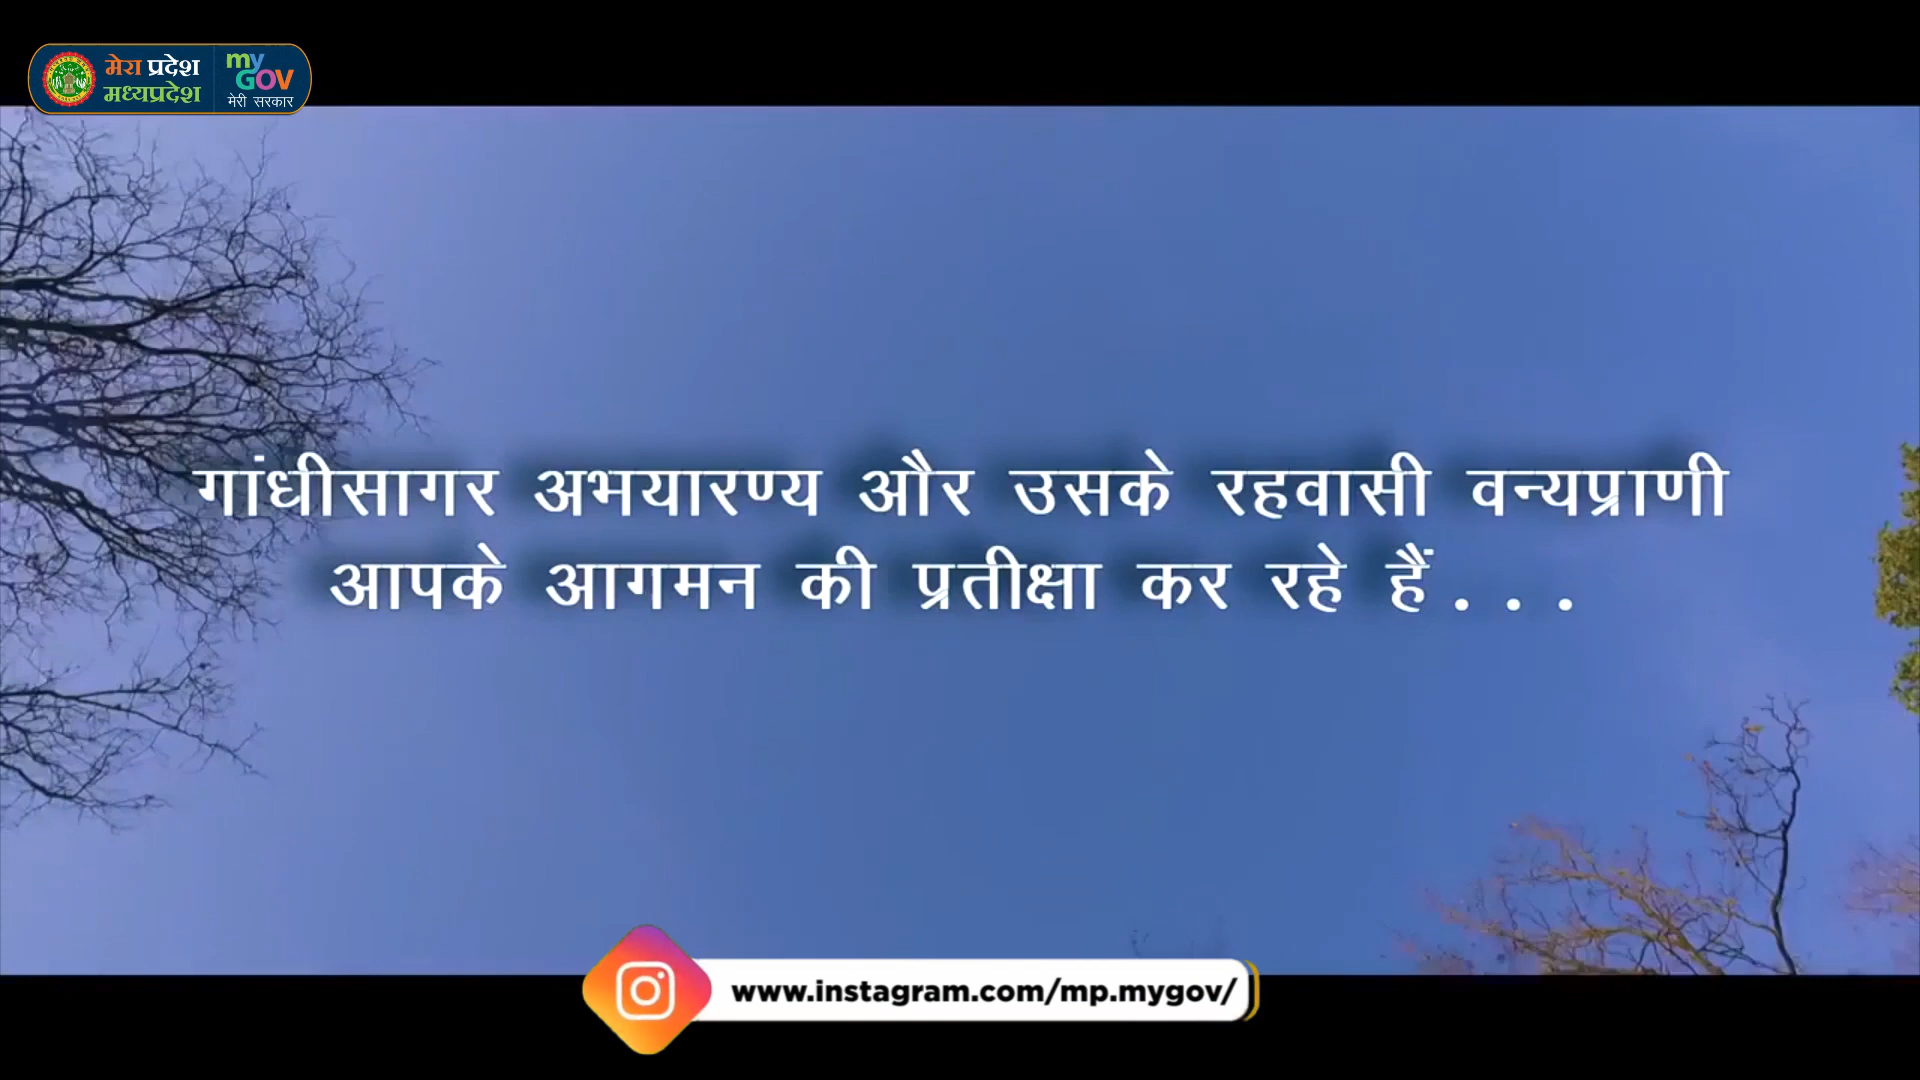 मेरा प्रदेश
मध्यप्रदेश
my
GOV
मेरी सरकार
गांधीसागर अभयारण्य और उसके रहवासी वन्यप्राणी
आपके आगमन की प्रतीक्षा कर रहे हैं . . .
www.instagram.com/mp.mygov/